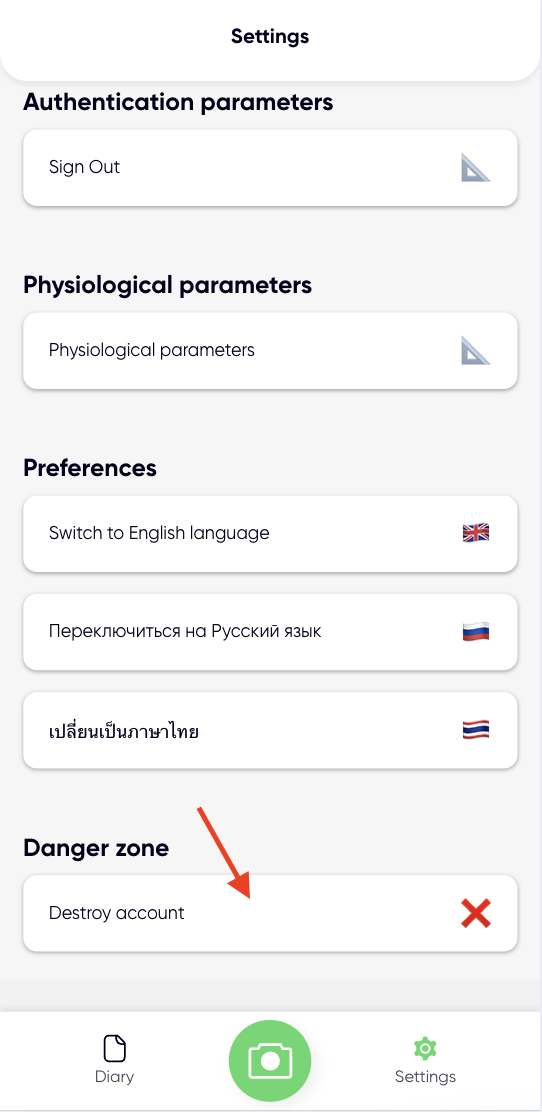 Settings
Authentication parameters
Sign Out
Physiological parameters
Physiological parameters
Preferences
Switch to English language
Переключиться на Русский язык
เปลี่ยนเป็นภาษาไทย
Danger zone
Destroy account
Diary
Settings